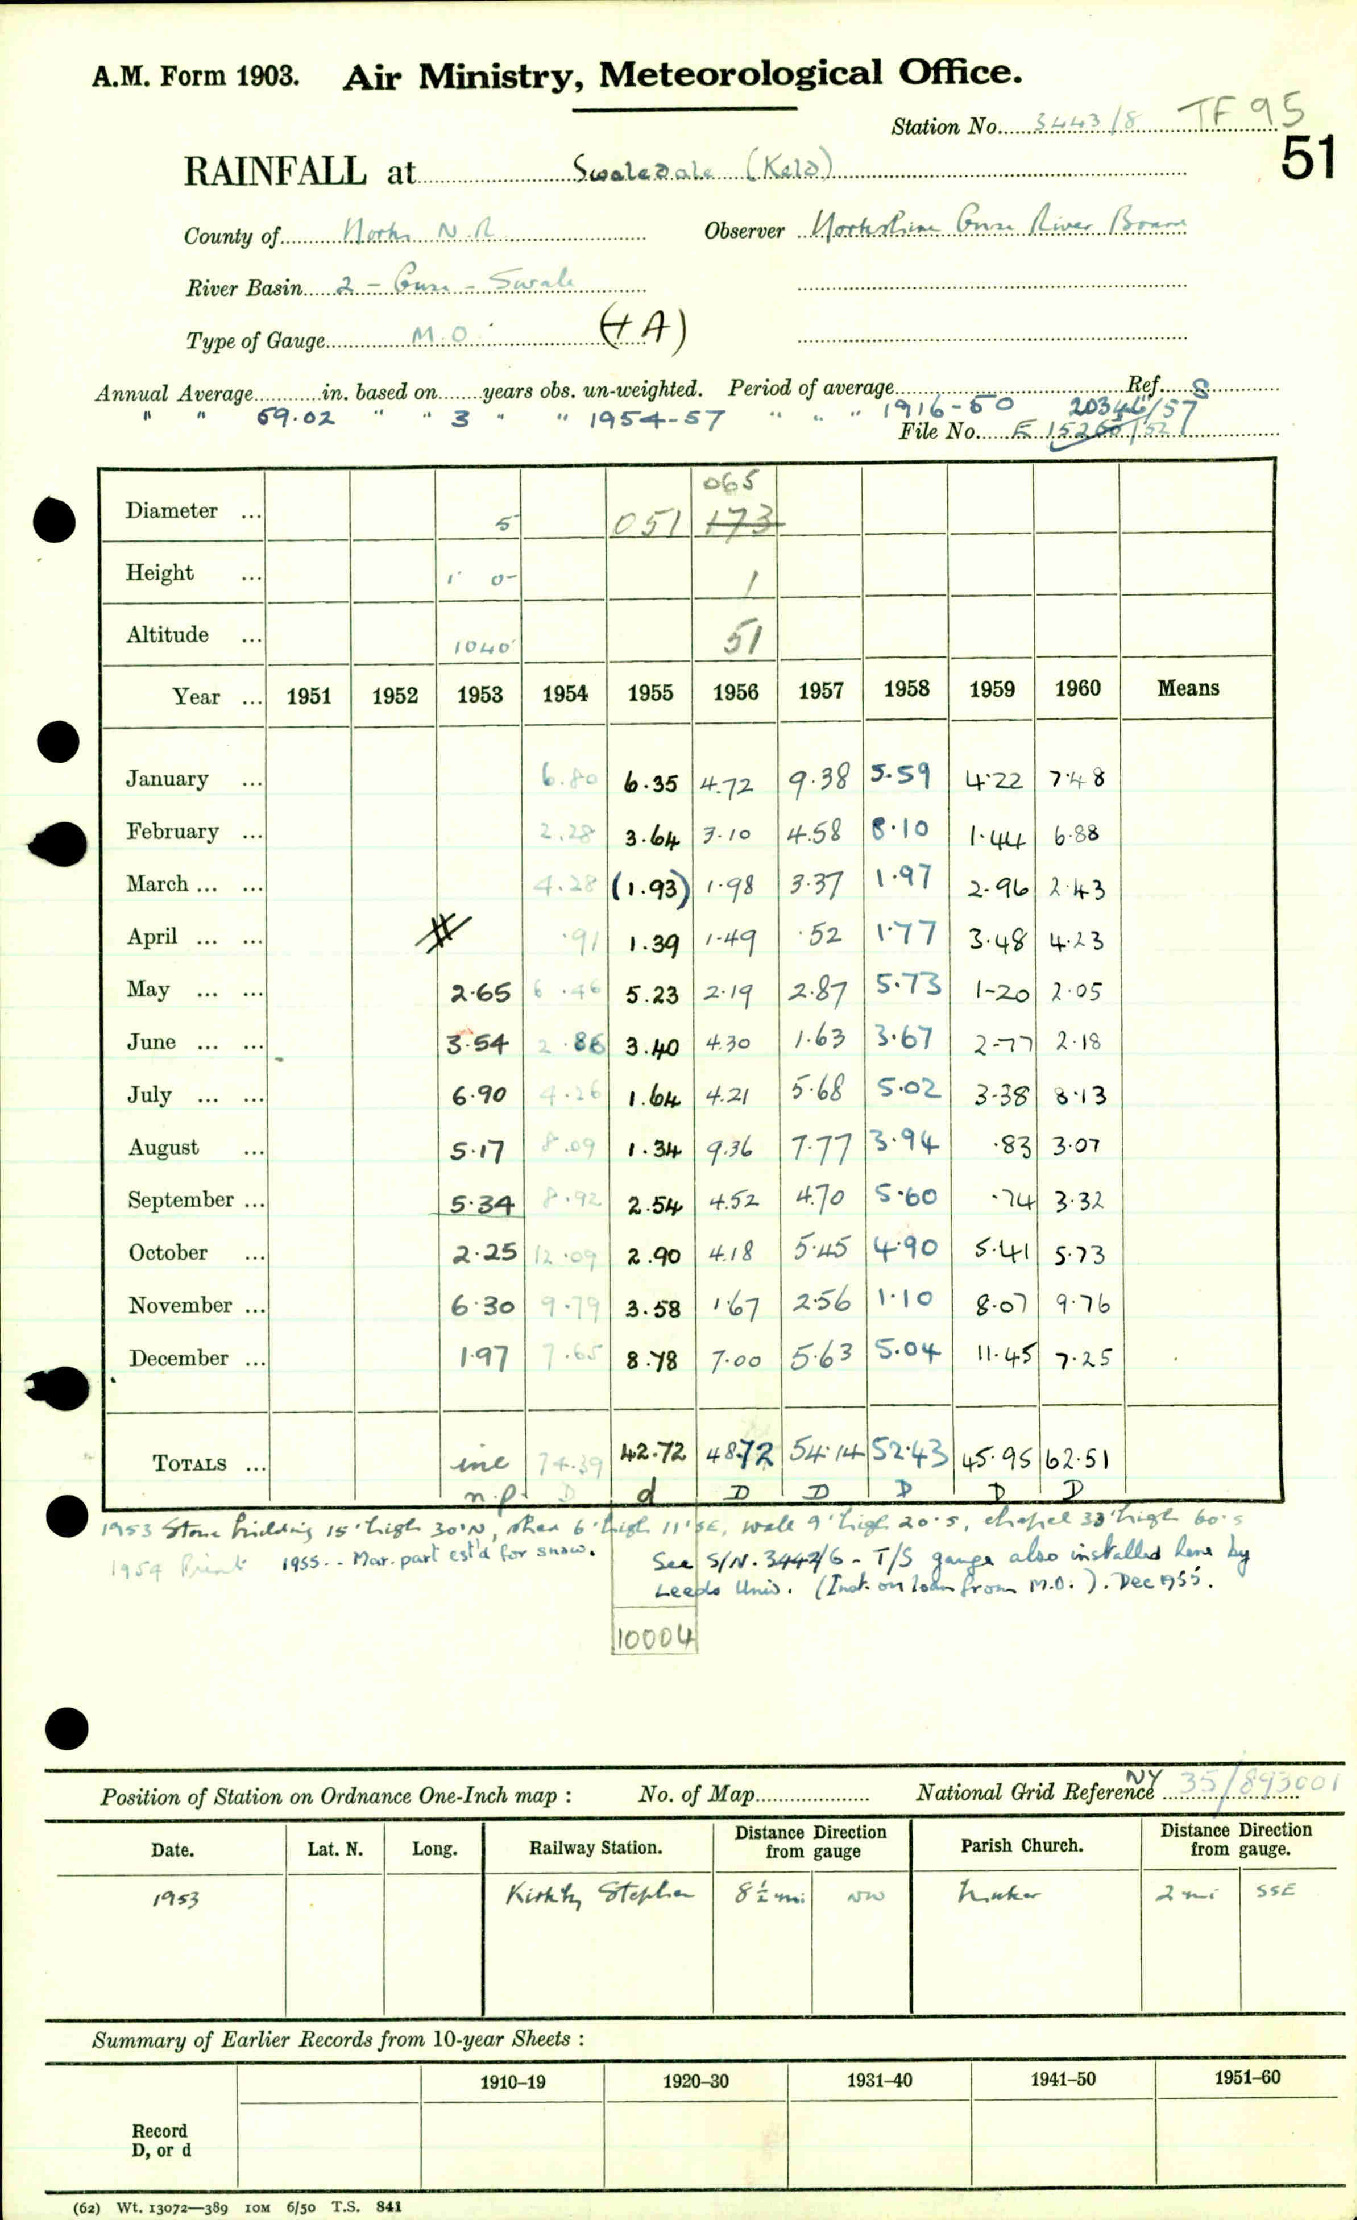 A.M. Form 1903. Air Ministry, Meteorological Office.
Station No. 3443/8 TF95
51
RAINFALL at Swaledale (Keld)
County of Yorks N.R. Observer Yorkshire Ouse River Board
River Basin 2 - Ouse - Swale
Type of Gauge M.O. (+A)
Annual Average in. based on years obs. un-weighted. Period of average Ref. S
" " 59.02 " " 3 " " 1954-57 " " " 1916-50
File No.
065
Diameter ... 5 051 173
Height ... 1' 0" 1
Altitude ... 1040' 51
Year ... 1951 1952 1953 1954 1955 1956 1957 1958 1959 1960 Means
January ... 6.80 6.35 4.72 9.38 5.59 4.22 7.48
February ... 2.28 3.64 3.10 4.58 8.10 1.44 6.88
March ... ... 4.28 (1.93) 1.98 3.37 1.97 2.96 2.43
April ... ... .91 1.39 1.49 .52 1.77 3.48 4.23
May ... ... 2.65 6.46 5.23 2.19 2.87 5.73 1-20 2.05
June ... ... 3.54 2.86 3.40 4.30 1.63 3.67 2-77 2.18
July ... ... 6.90 4.26 1.64 4.21 5.68 5.02 3.38 8.13
August ... 5.17 8.09 1.34 9.36 7.77 3.94 .83 3.07
September ... 5.34 8.92 2.54 4.52 4.70 5.60 .74 3.32
October ... 2.25 12.09 2.90 4.18 5.45 4.90 5.41 5.73
November ... 6.30 9.79 3.58 1.67 2.56 1.10 8.07 9.76
December ... 1.97 7.65 8.78 7.00 5.63 5.04 11.45 7.25
TOTALS ... inc 74.39 42.72 48.72 54.14 52.43 45.95 62.51
n.p. D d D D D D D
1953 Stone building 15' high 30' N, other 6' high 11' SE, wall 9' high 20' S, chapel 33' high 60' S
1954 Print 1955 - Mar. part est'd for snow. See S/N. 3442/6 - T/S gauge also installed here by
Leeds Univ. (Inst. on loan from M.O.). Dec 1955.
10004
Position of Station on Ordnance One-Inch map : No. of Map National Grid Reference NY 35/893001
Date. Lat. N. Long. Railway Station. Distance Direction from gauge Parish Church. Distance Direction from gauge.
1953 Kirkby Stephen 8½ mi NW Muker 2 mi SSE
Summary of Earlier Records from 10-year Sheets :
1910–19 1920–30 1931–40 1941–50 1951–60
Record
D, or d
(62) Wt. 13072—389 10M 6/50 T.S. 841